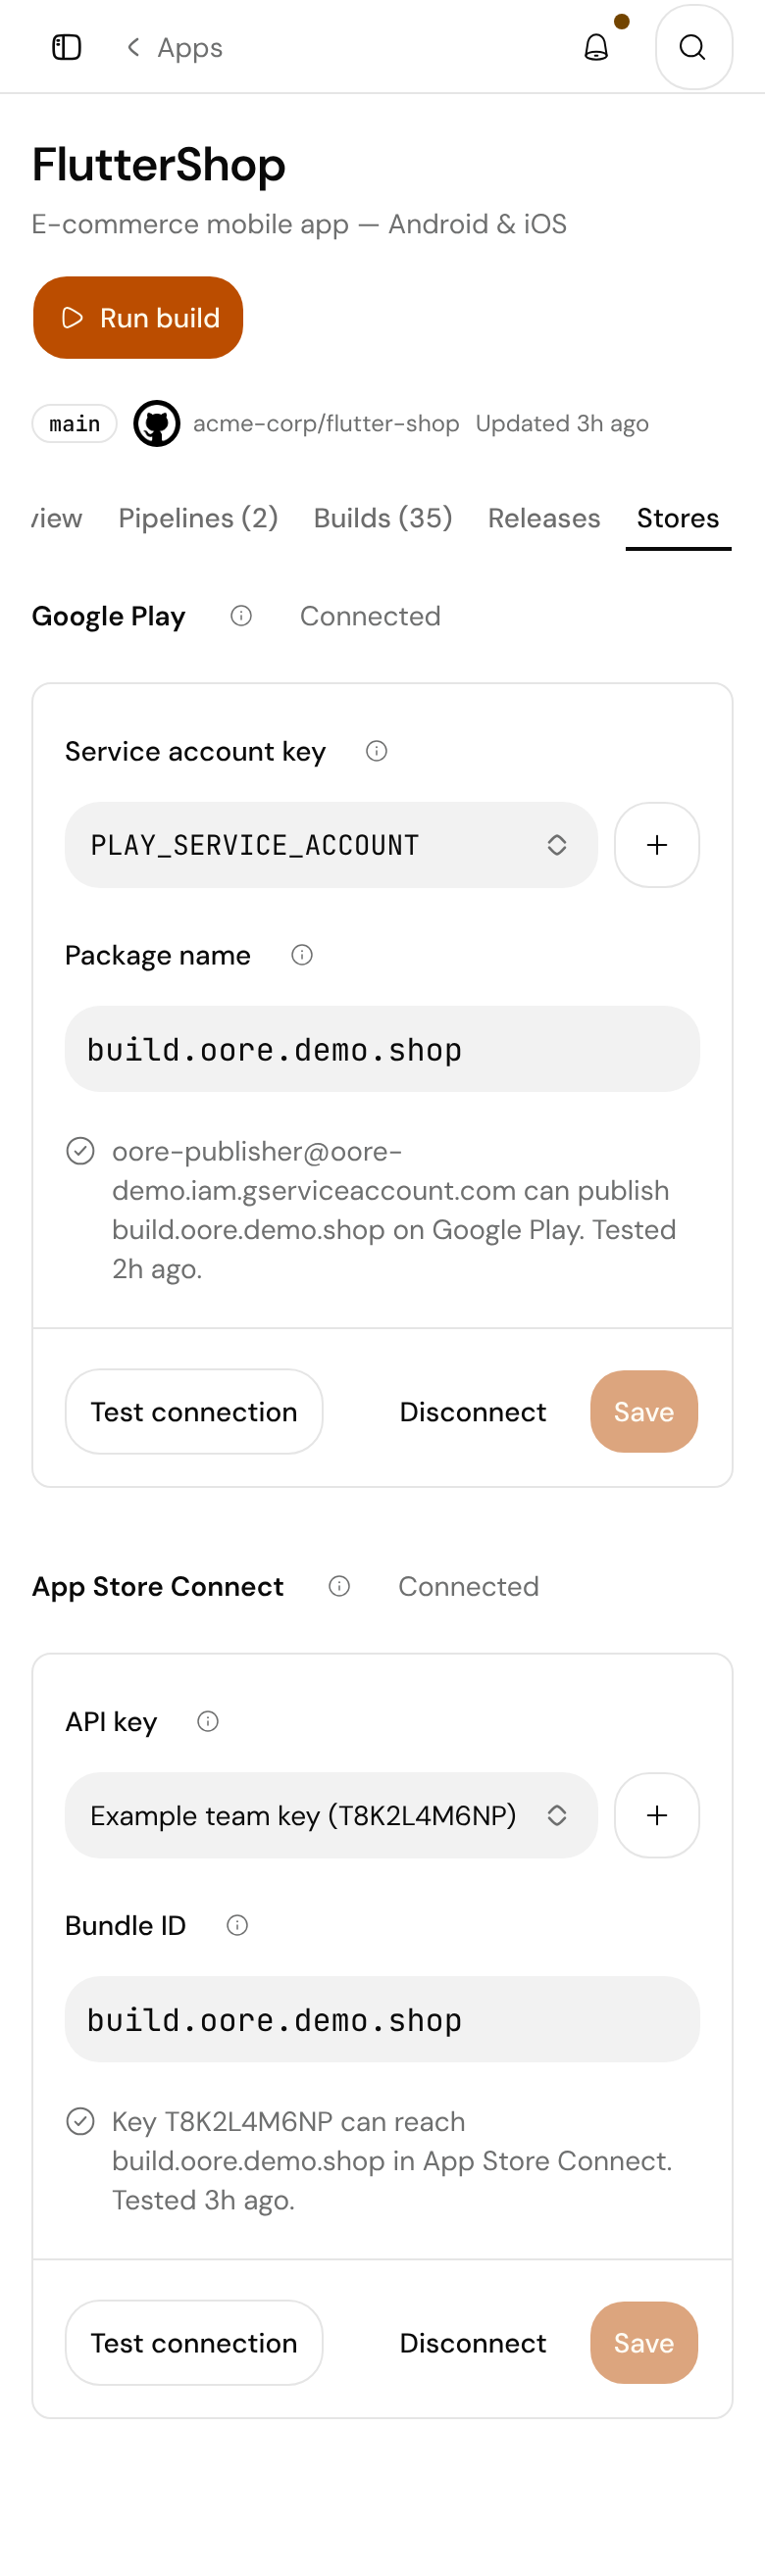 Apps
FlutterShop
E-commerce mobile app — Android & iOS
Run build
main acme-corp/flutter-shop Updated 3h ago
view Pipelines (2) Builds (35) Releases Stores
Google Play Connected
Service account key
PLAY_SERVICE_ACCOUNT
Package name
build.oore.demo.shop
oore-publisher@oore-
demo.iam.gserviceaccount.com can publish
build.oore.demo.shop on Google Play. Tested
2h ago.
Test connection Disconnect Save
App Store Connect Connected
API key
Example team key (T8K2L4M6NP)
Bundle ID
build.oore.demo.shop
Key T8K2L4M6NP can reach
build.oore.demo.shop in App Store Connect.
Tested 3h ago.
Test connection Disconnect Save